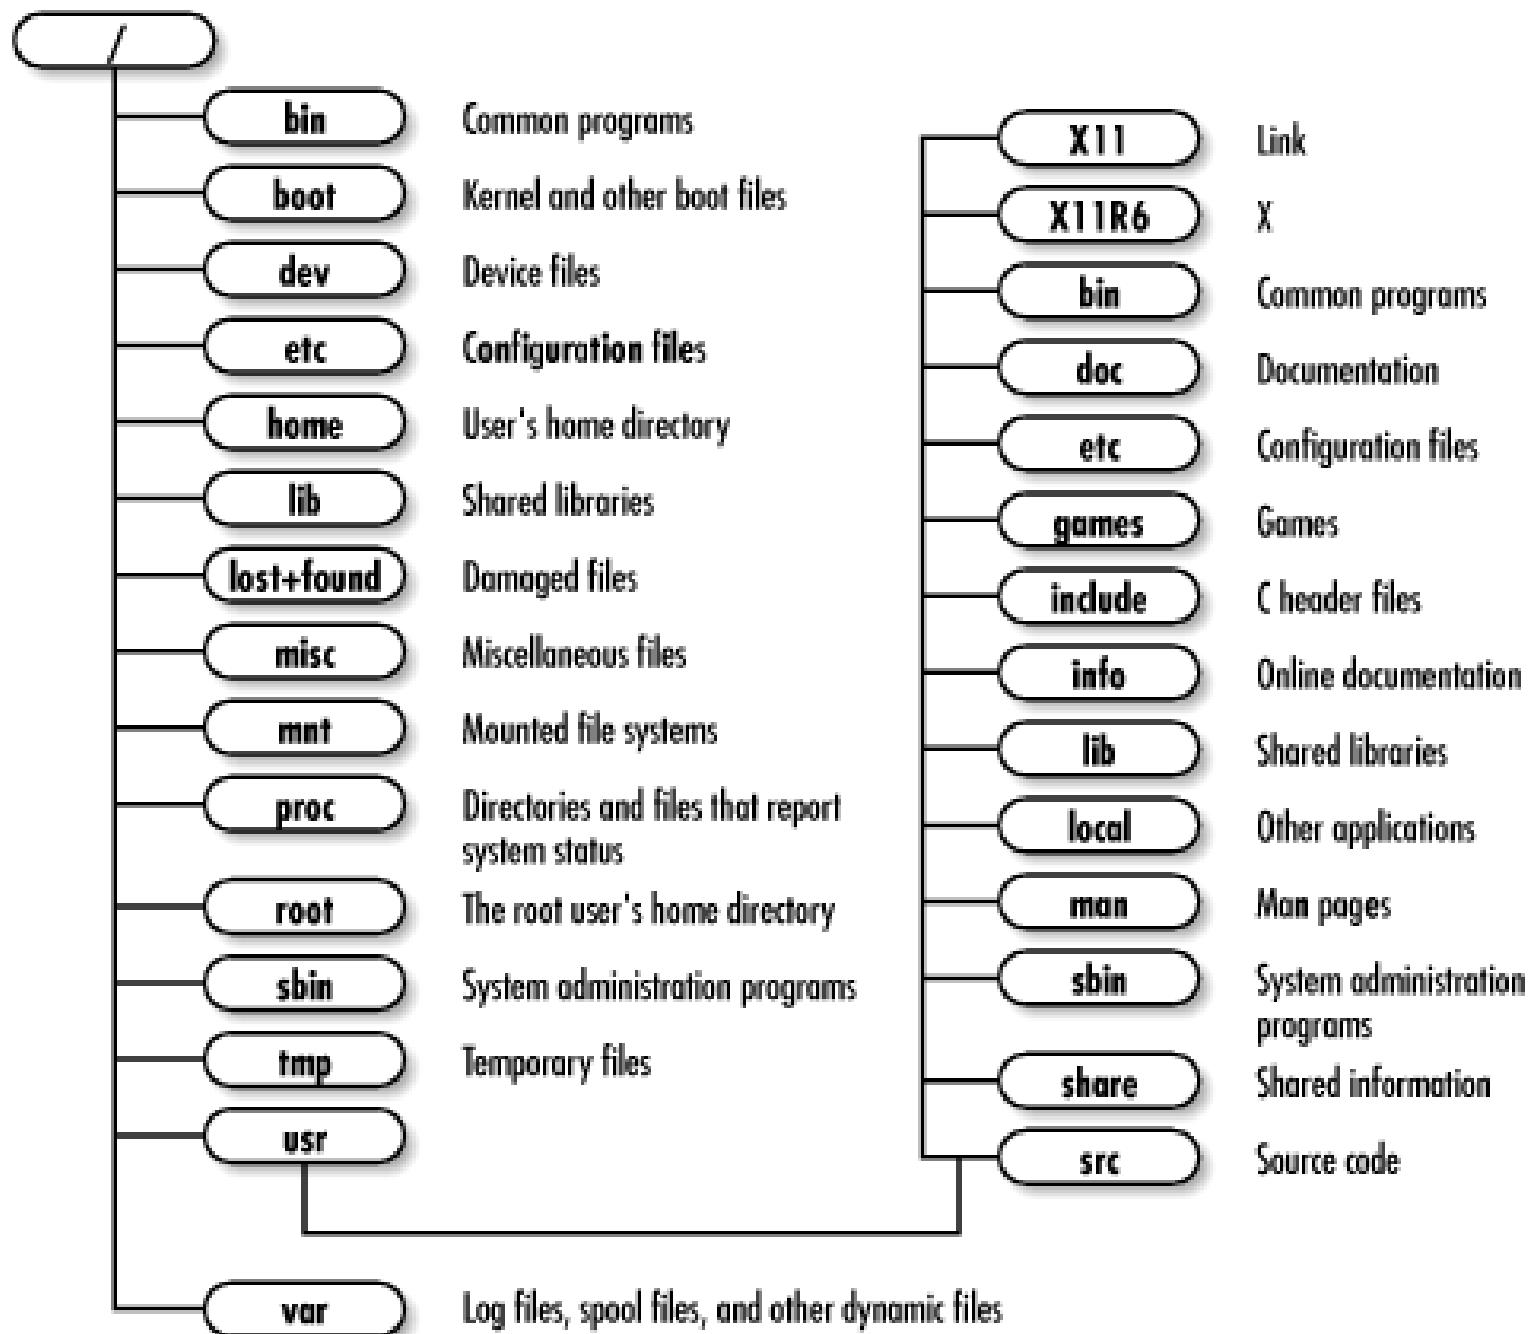 /
bin Common programs
boot Kernel and other boot files
dev Device files
etc Configuration files
home User's home directory
lib Shared libraries
lost+found Damaged files
misc Miscellaneous files
mnt Mounted file systems
proc Directories and files that report
system status
root The root user's home directory
sbin System administration programs
tmp Temporary files
usr
var Log files, spool files, and other dynamic files
X11 Link
X11R6 X
bin Common programs
doc Documentation
etc Configuration files
games Games
include C header files
info Online documentation
lib Shared libraries
local Other applications
man Man pages
sbin System administration
programs
share Shared information
src Source code